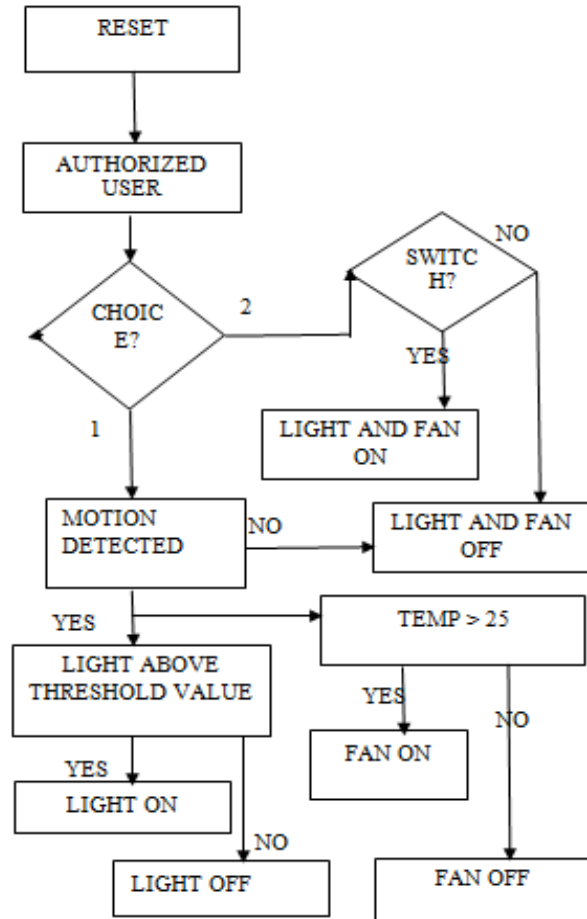 RESET
AUTHORIZED
USER
NO
SWITC
H?
CHOIC
E?
2
YES
1
LIGHT AND FAN
ON
MOTION
DETECTED
NO
LIGHT AND FAN
OFF
YES
TEMP > 25
LIGHT ABOVE
THRESHOLD VALUE
YES
NO
FAN ON
YES
LIGHT ON
NO
LIGHT OFF
FAN OFF